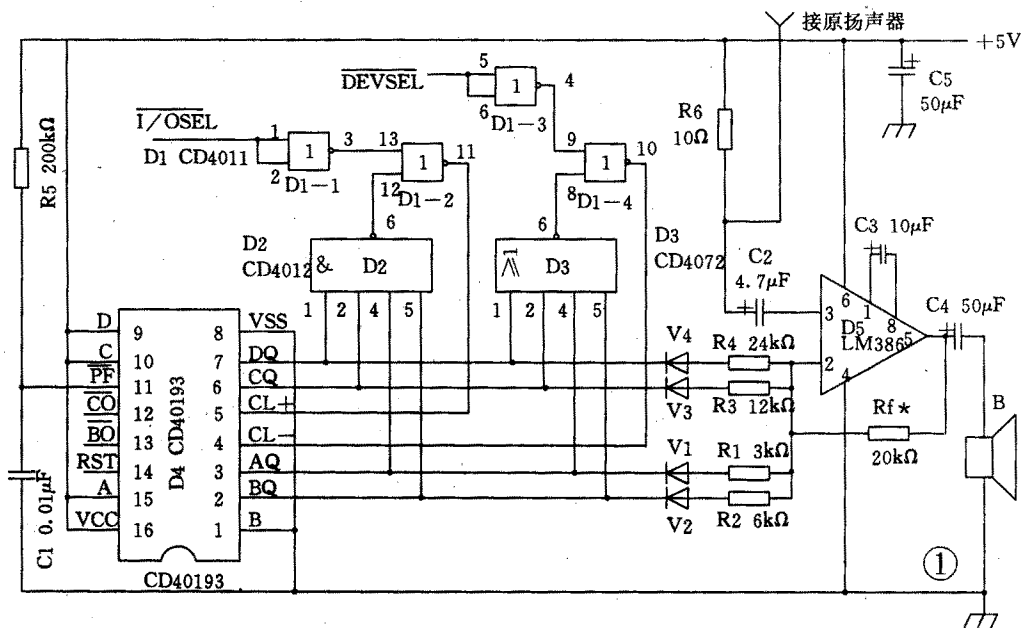 接原扬声器
+5V
C5
50μF
DEVSEL
5
6
1
4
D1-3
I/OSEL
1
2
D1 CD4011
1
3
D1-1
13
12
1
11
D1-2
9
8
1
10
D1-4
R6
10Ω
R5 200kΩ
6
D2
CD4012
& D2
1 2 4 5
6
≥1 D3
1 2 4 5
D3
CD4072
C3 10μF
C2
4.7μF
3
2
6
1
8
5
4
D5
LM386
C4 50μF
D 9 8 VSS
C 10 7 DQ
PF 11 6 CQ
CO 12 5 CL+
BO 13 4 CL-
RST 14 3 AQ
A 15 2 BQ
VCC 16 1 B
D4 CD40193
CD40193
C1 0.01μF
V4
R4 24kΩ
V3
R3 12kΩ
V1
R1 3kΩ
V2
R2 6kΩ
Rf*
20kΩ
B
①